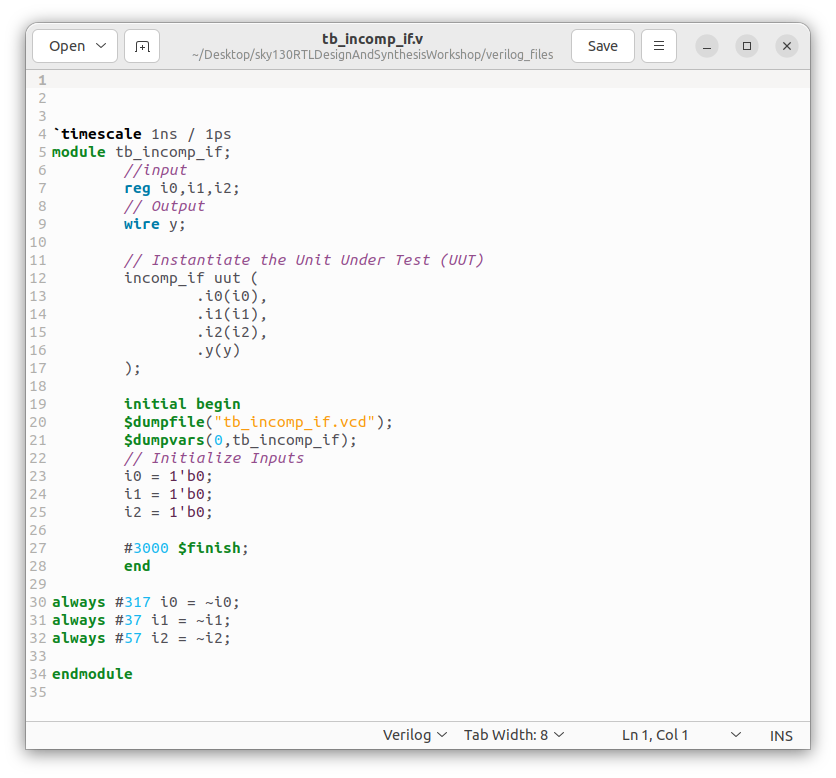 Open
tb_incomp_if.v
~/Desktop/sky130RTLDesignAndSynthesisWorkshop/verilog_files
Save
1
2
3
4 `timescale 1ns / 1ps
5 module tb_incomp_if;
6 //input
7 reg i0,i1,i2;
8 // Output
9 wire y;
10
11 // Instantiate the Unit Under Test (UUT)
12 incomp_if uut (
13 .i0(i0),
14 .i1(i1),
15 .i2(i2),
16 .y(y)
17 );
18
19 initial begin
20 $dumpfile("tb_incomp_if.vcd");
21 $dumpvars(0,tb_incomp_if);
22 // Initialize Inputs
23 i0 = 1'b0;
24 i1 = 1'b0;
25 i2 = 1'b0;
26
27 #3000 $finish;
28 end
29
30 always #317 i0 = ~i0;
31 always #37 i1 = ~i1;
32 always #57 i2 = ~i2;
33
34 endmodule
35
Verilog Tab Width: 8 Ln 1, Col 1 INS